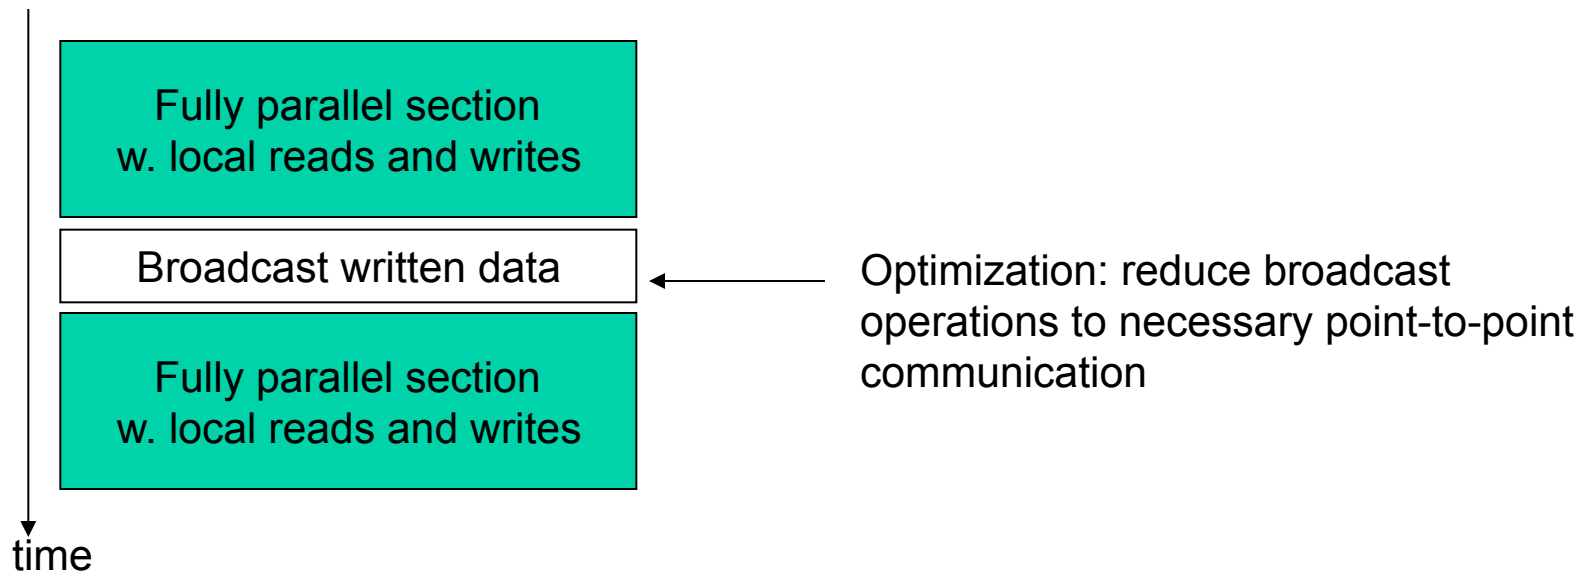 Fully parallel section
w. local reads and writes
Broadcast written data
Optimization: reduce broadcast
operations to necessary point-to-point
communication
Fully parallel section
w. local reads and writes
time